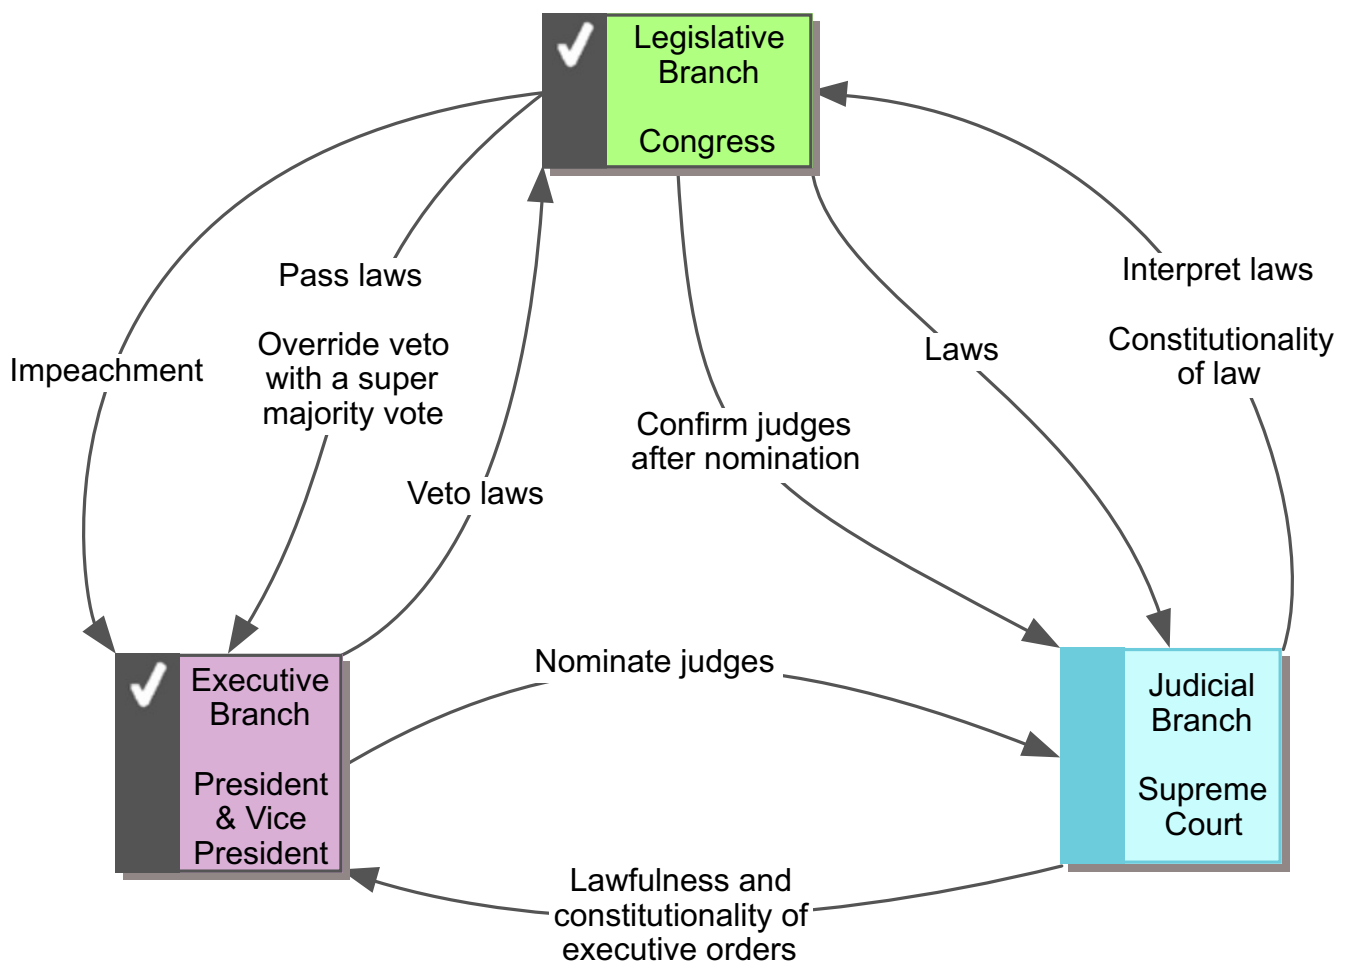 Legislative
Branch
Congress
Pass laws
Override veto
with a super
majority vote
Impeachment
Veto laws
Confirm judges
after nomination
Laws
Interpret laws
Constitutionality
of law
Executive
Branch
President
& Vice
President
Nominate judges
Judicial
Branch
Supreme
Court
Lawfulness and
constitutionality of
executive orders